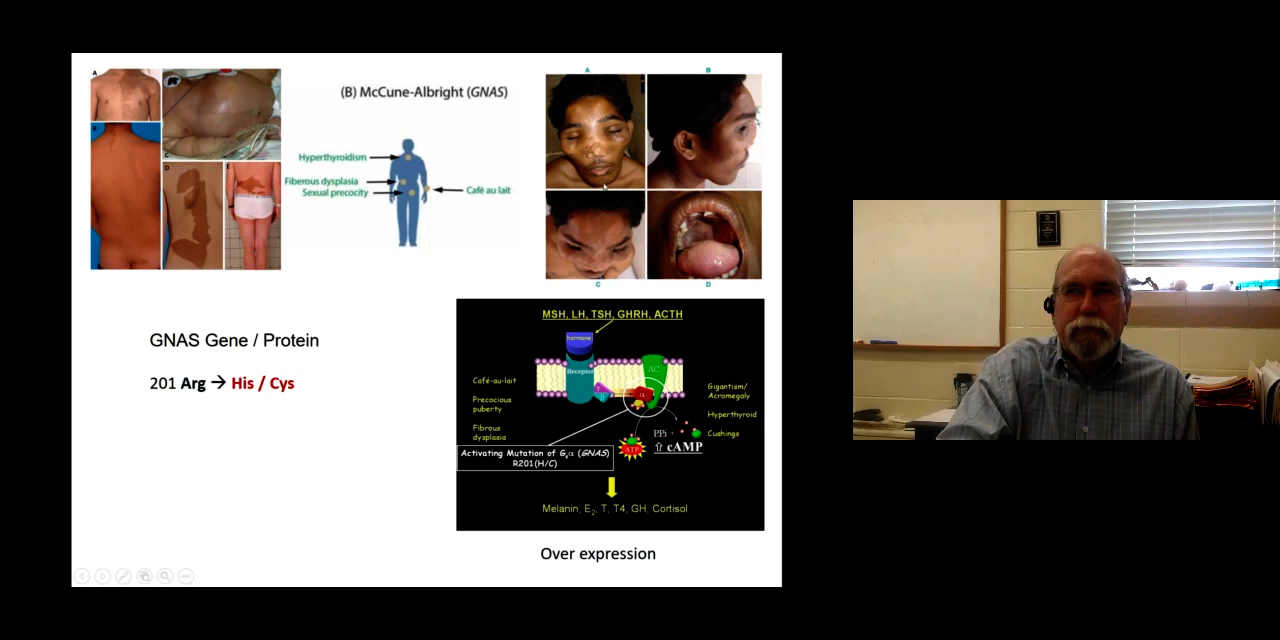 A
B
C
D
E
(B) McCune-Albright (GNAS)
Hyperthyroidism
Fiberous dysplasia
Sexual precocity
Café au lait
A
B
C
D
GNAS Gene / Protein
201 Arg → His / Cys
MSH, LH, TSH, GHRH, ACTH
hormone
Receptor
AC
γ
β
α
Café-au-lait
Precocious
puberty
Fibrous
dysplasia
Gigantism/
Acromegaly
Hyperthyroid
Cushings
PPi +
ATP
⇧ cAMP
Activating Mutation of Gsα (GNAS)
R201(H/C)
Melanin, E2, T, T4, GH, Cortisol
Over expression